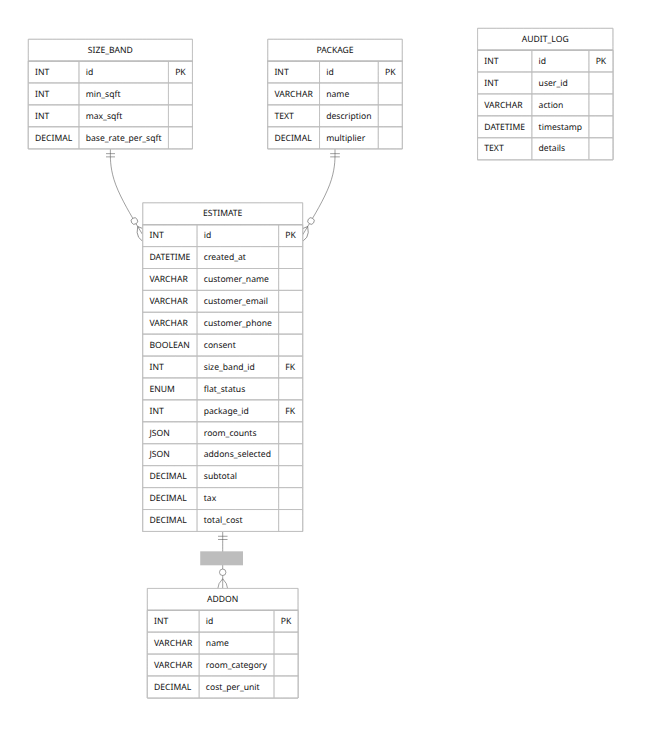 SIZE_BAND
INT id PK
INT min_sqft
INT max_sqft
DECIMAL base_rate_per_sqft
PACKAGE
INT id PK
VARCHAR name
TEXT description
DECIMAL multiplier
AUDIT_LOG
INT id PK
INT user_id
VARCHAR action
DATETIME timestamp
TEXT details
ESTIMATE
INT id PK
DATETIME created_at
VARCHAR customer_name
VARCHAR customer_email
VARCHAR customer_phone
BOOLEAN consent
INT size_band_id FK
ENUM flat_status
INT package_id FK
JSON room_counts
JSON addons_selected
DECIMAL subtotal
DECIMAL tax
DECIMAL total_cost
ADDON
INT id PK
VARCHAR name
VARCHAR room_category
DECIMAL cost_per_unit